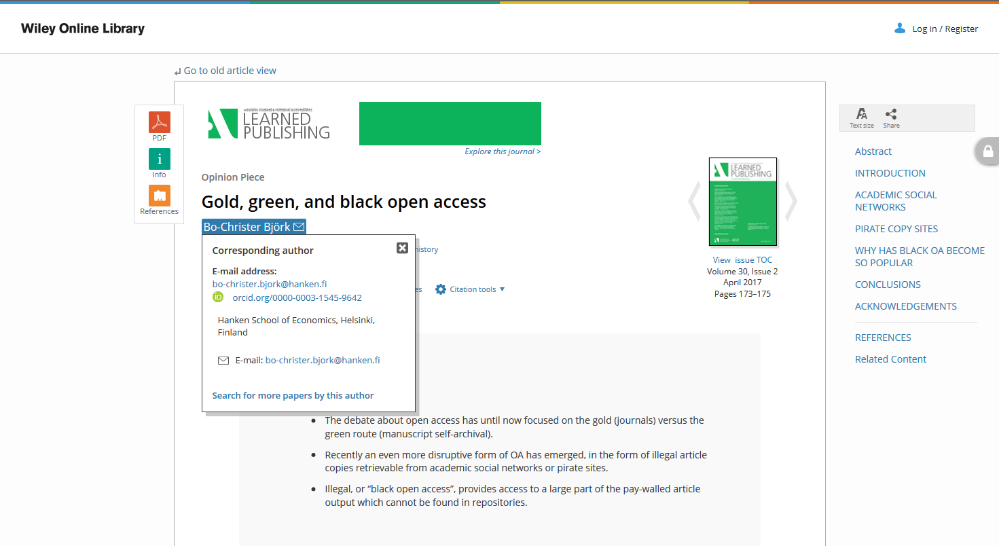 Wiley Online Library
Log in / Register
Go to old article view
PDF
Info
References
Association of Learned & Professional Society Publishers
LEARNED
PUBLISHING
Explore this journal >
Opinion Piece
Gold, green, and black open access
Bo-Christer Björk
Corresponding author
E-mail address:
bo-christer.bjork@hanken.fi
iD orcid.org/0000-0003-1545-9642
Hanken School of Economics, Helsinki,
Finland
E-mail: bo-christer.bjork@hanken.fi
Search for more papers by this author
history
es
Citation tools
LEARNED
PUBLISHING
View issue TOC
Volume 30, Issue 2
April 2017
Pages 173–175
• The debate about open access has until now focused on the gold (journals) versus the
green route (manuscript self-archival).
• Recently an even more disruptive form of OA has emerged, in the form of illegal article
copies retrievable from academic social networks or pirate sites.
• Illegal, or “black open access”, provides access to a large part of the pay-walled article
output which cannot be found in repositories.
Text size
Share
Abstract
INTRODUCTION
ACADEMIC SOCIAL
NETWORKS
PIRATE COPY SITES
WHY HAS BLACK OA BECOME
SO POPULAR
CONCLUSIONS
ACKNOWLEDGEMENTS
REFERENCES
Related Content